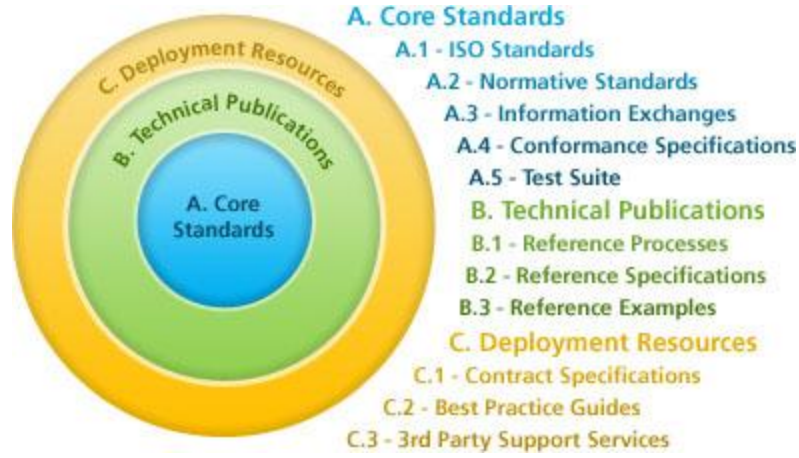 C. Deployment Resources
B. Technical Publications
A. Core
Standards
A. Core Standards
A.1 - ISO Standards
A.2 - Normative Standards
A.3 - Information Exchanges
A.4 - Conformance Specifications
A.5 - Test Suite
B. Technical Publications
B.1 - Reference Processes
B.2 - Reference Specifications
B.3 - Reference Examples
C. Deployment Resources
C.1 - Contract Specifications
C.2 - Best Practice Guides
C.3 - 3rd Party Support Services